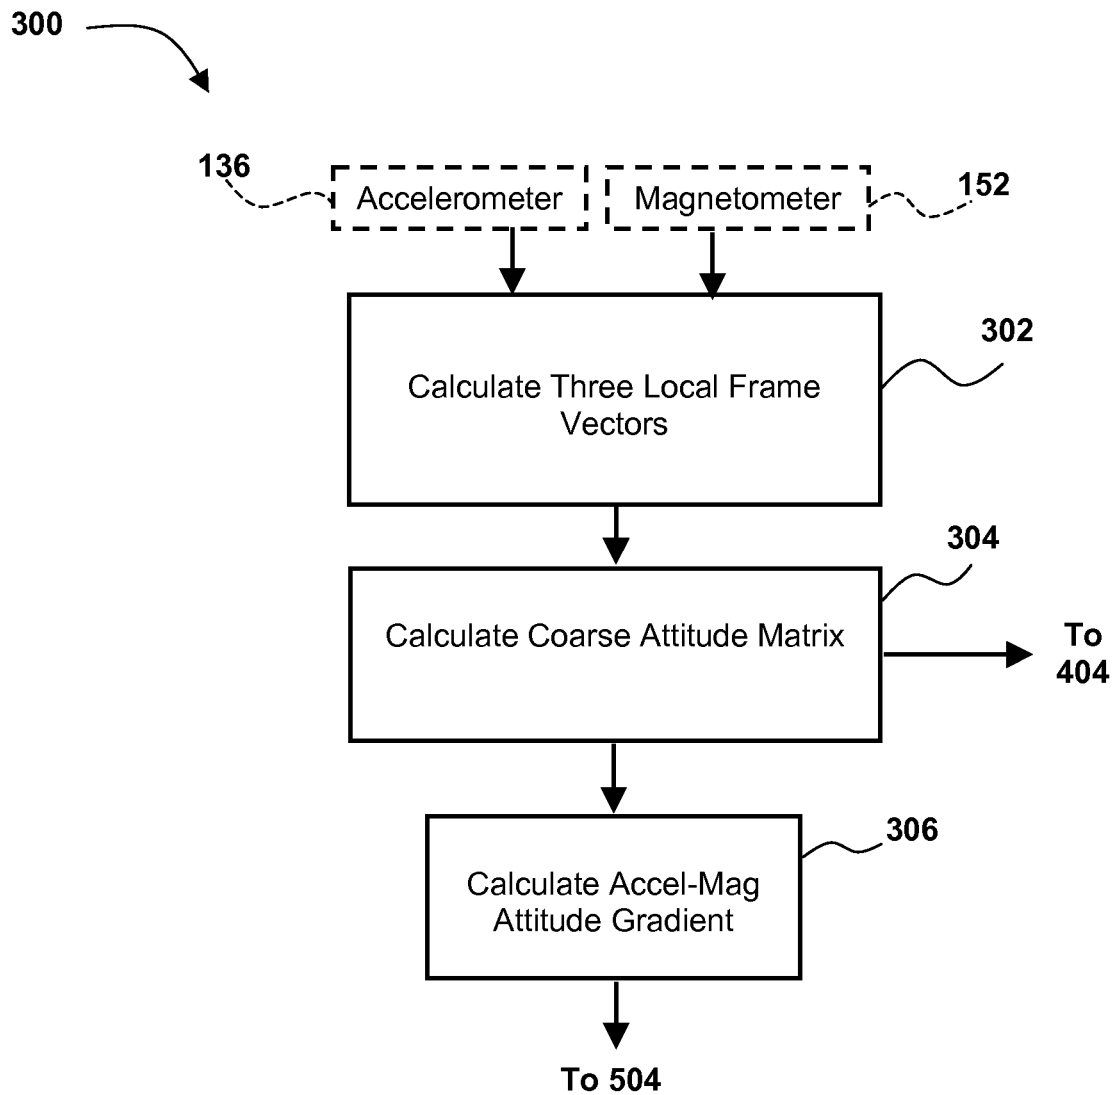 300
136
Accelerometer
Magnetometer
152
302
Calculate Three Local Frame
Vectors
304
Calculate Coarse Attitude Matrix
To
404
306
Calculate Accel-Mag
Attitude Gradient
To 504